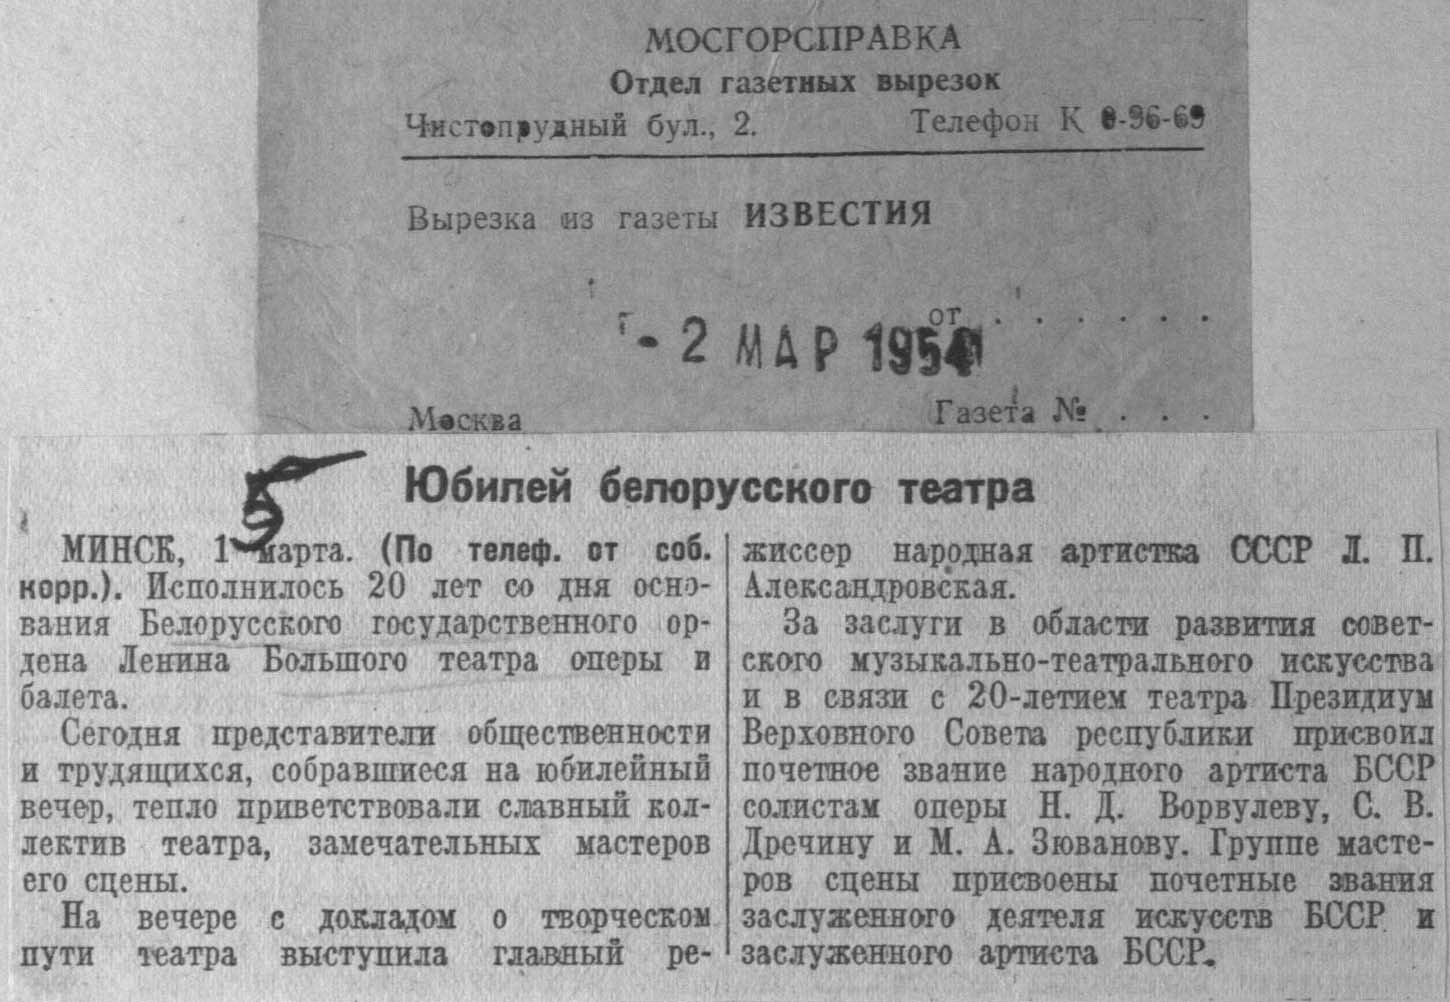 МОСГОРСПРАВКА
Отдел газетных вырезок
Чистопрудный бул., 2. Телефон К 8-96-69
Вырезка из газеты ИЗВЕСТИЯ
от . . . . . .
- 2 МАР 1954
Москва Газета № . . .
5
Юбилей белорусского театра
МИНСК, 1 марта. (По телеф. от соб.
корр.). Исполнилось 20 лет со дня осно-
вания Белорусского государственного ор-
дена Ленина Большого театра оперы и
балета.
Сегодня представители общественности
и трудящихся, собравшиеся на юбилейный
вечер, тепло приветствовали славный кол-
лектив театра, замечательных мастеров
его сцены.
На вечере с докладом о творческом
пути театра выступила главный ре-
жиссер народная артистка СССР Л. П.
Александровская.
За заслуги в области развития совет-
ского музыкально-театрального искусства
и в связи с 20-летием театра Президиум
Верховного Совета республики присвоил
почетное звание народного артиста БССР
солистам оперы Н. Д. Ворвулеву, С. В.
Дречину и М. А. Зюванову. Группе масте-
ров сцены присвоены почетные звания
заслуженного деятеля искусств БССР и
заслуженного артиста БССР.